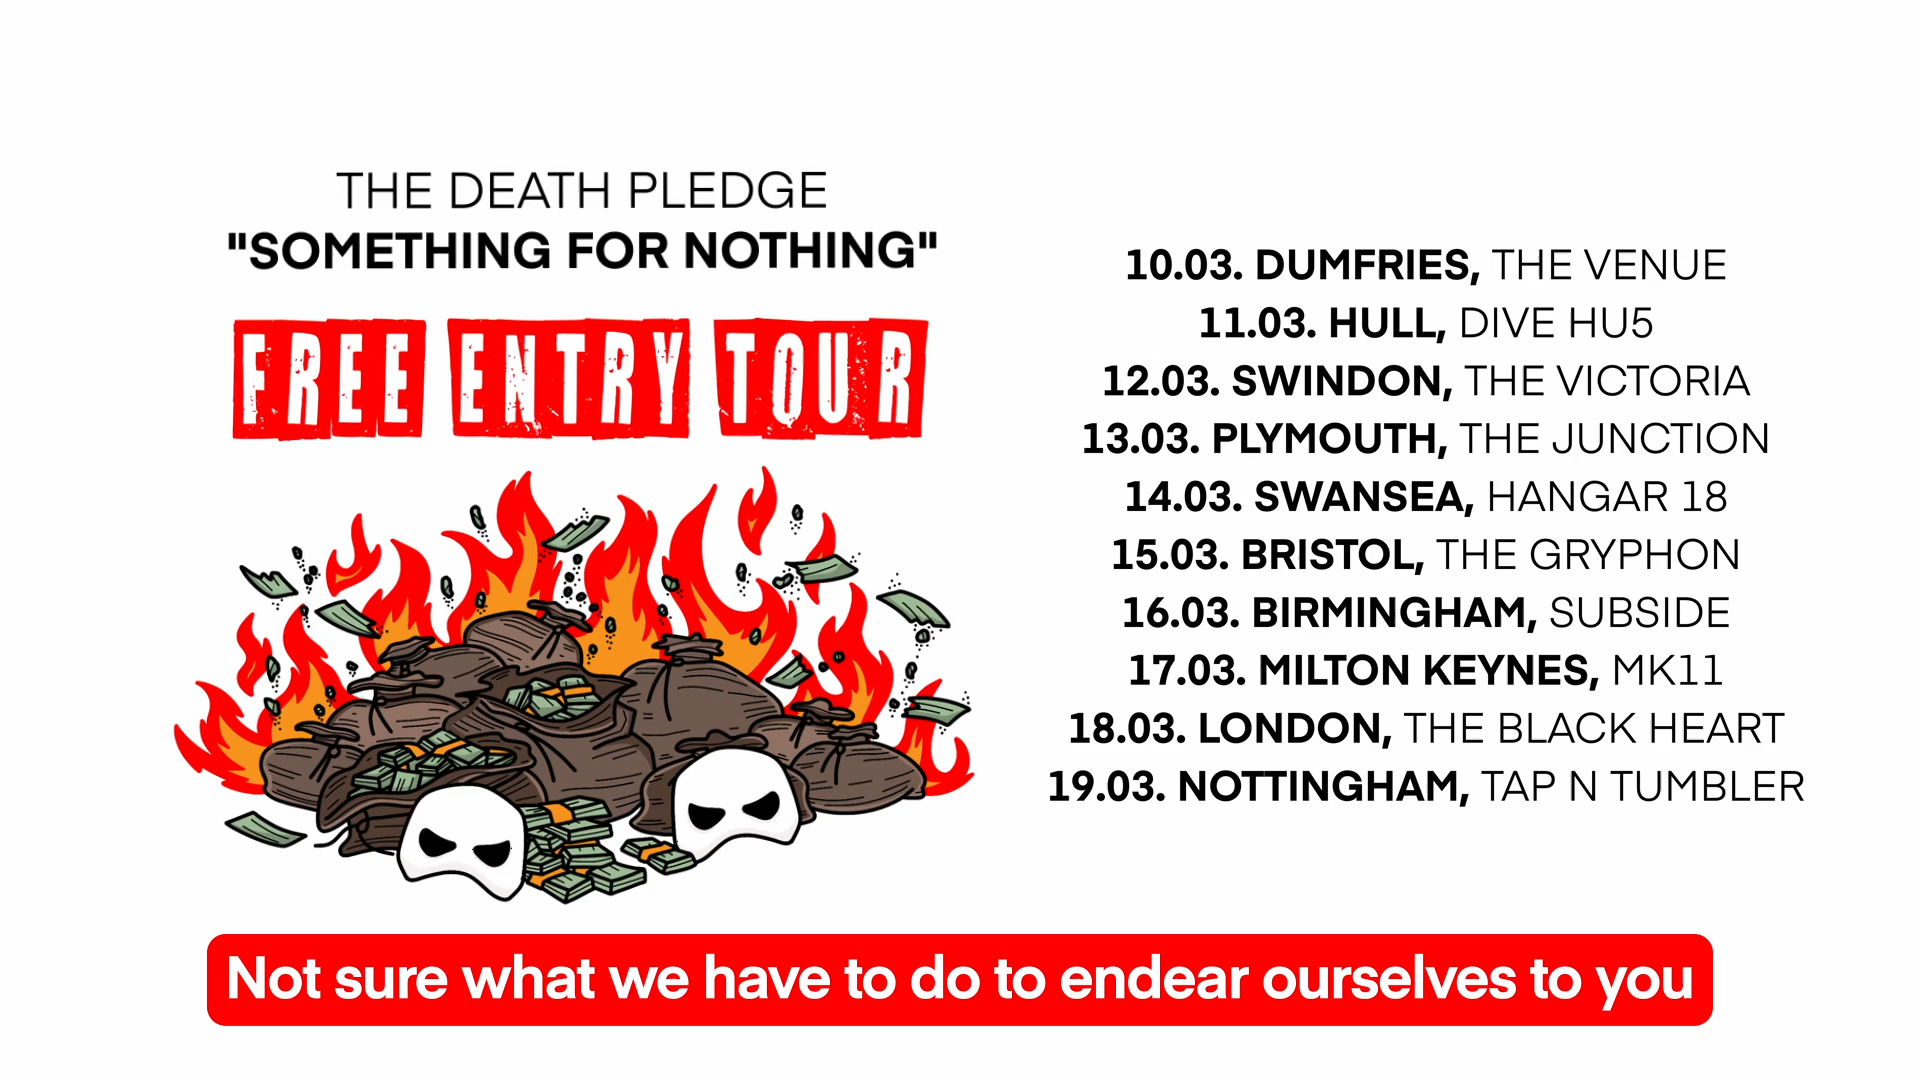 THE DEATH PLEDGE
"SOMETHING FOR NOTHING"
FREE ENTRY TOUR
10.03. DUMFRIES, THE VENUE
11.03. HULL, DIVE HU5
12.03. SWINDON, THE VICTORIA
13.03. PLYMOUTH, THE JUNCTION
14.03. SWANSEA, HANGAR 18
15.03. BRISTOL, THE GRYPHON
16.03. BIRMINGHAM, SUBSIDE
17.03. MILTON KEYNES, MK11
18.03. LONDON, THE BLACK HEART
19.03. NOTTINGHAM, TAP N TUMBLER
Not sure what we have to do to endear ourselves to you